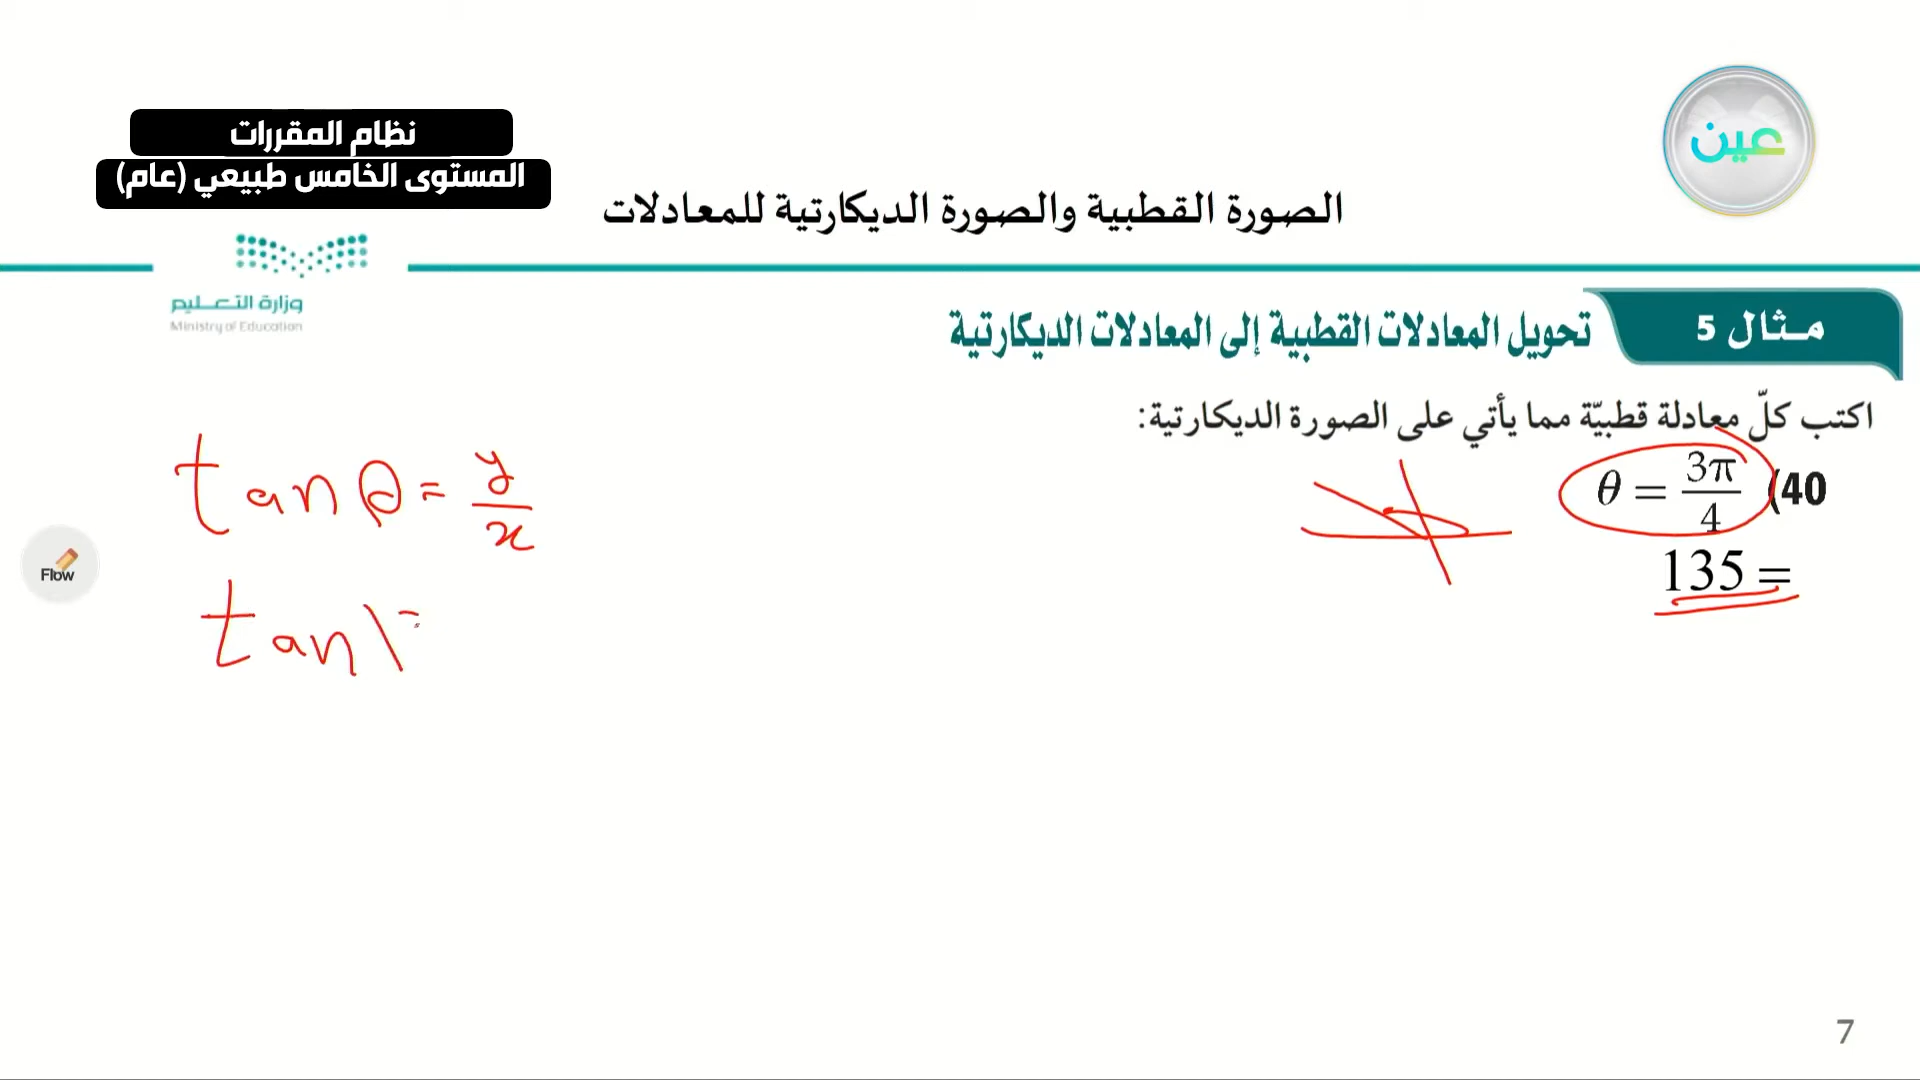 عين
نظام المقررات
المستوى الخامس طبيعي (عام)
الصورة القطبية والصورة الديكارتية للمعادلات
وزارة التعليم
Ministry of Education
مثال 5
تحويل المعادلات القطبية إلى المعادلات الديكارتية
اكتب كلّ معادلة قطبيّة مما يأتي على الصورة الديكارتية:
40) θ = 3π/4
135 =
tan θ = y/x
tan 1
Flow
7